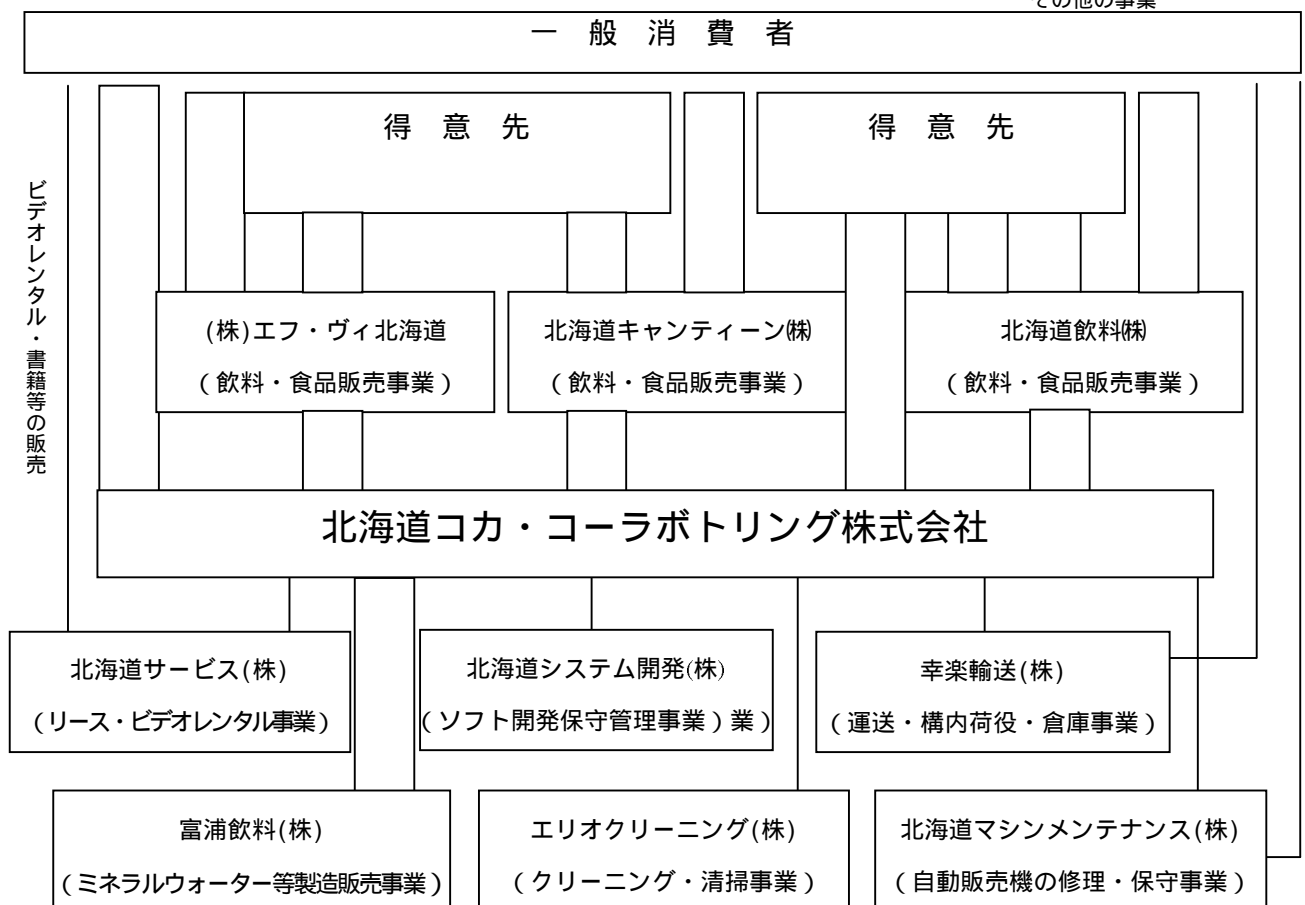 その他の事業
一般消費者
得意先
得意先
ビデオレンタル・書籍等の販売
(株)エフ・ヴィ北海道
(飲料・食品販売事業)
北海道キャンティーン㈱
(飲料・食品販売事業)
北海道飲料㈱
(飲料・食品販売事業)
北海道コカ・コーラボトリング株式会社
北海道サービス(株)
(リース・ビデオレンタル事業)
北海道システム開発(株)
(ソフト開発保守管理事業)業)
幸楽輸送(株)
(運送・構内荷役・倉庫事業)
富浦飲料(株)
(ミネラルウォーター等製造販売事業)
エリオクリーニング(株)
(クリーニング・清掃事業)
北海道マシンメンテナンス(株)
(自動販売機の修理・保守事業)